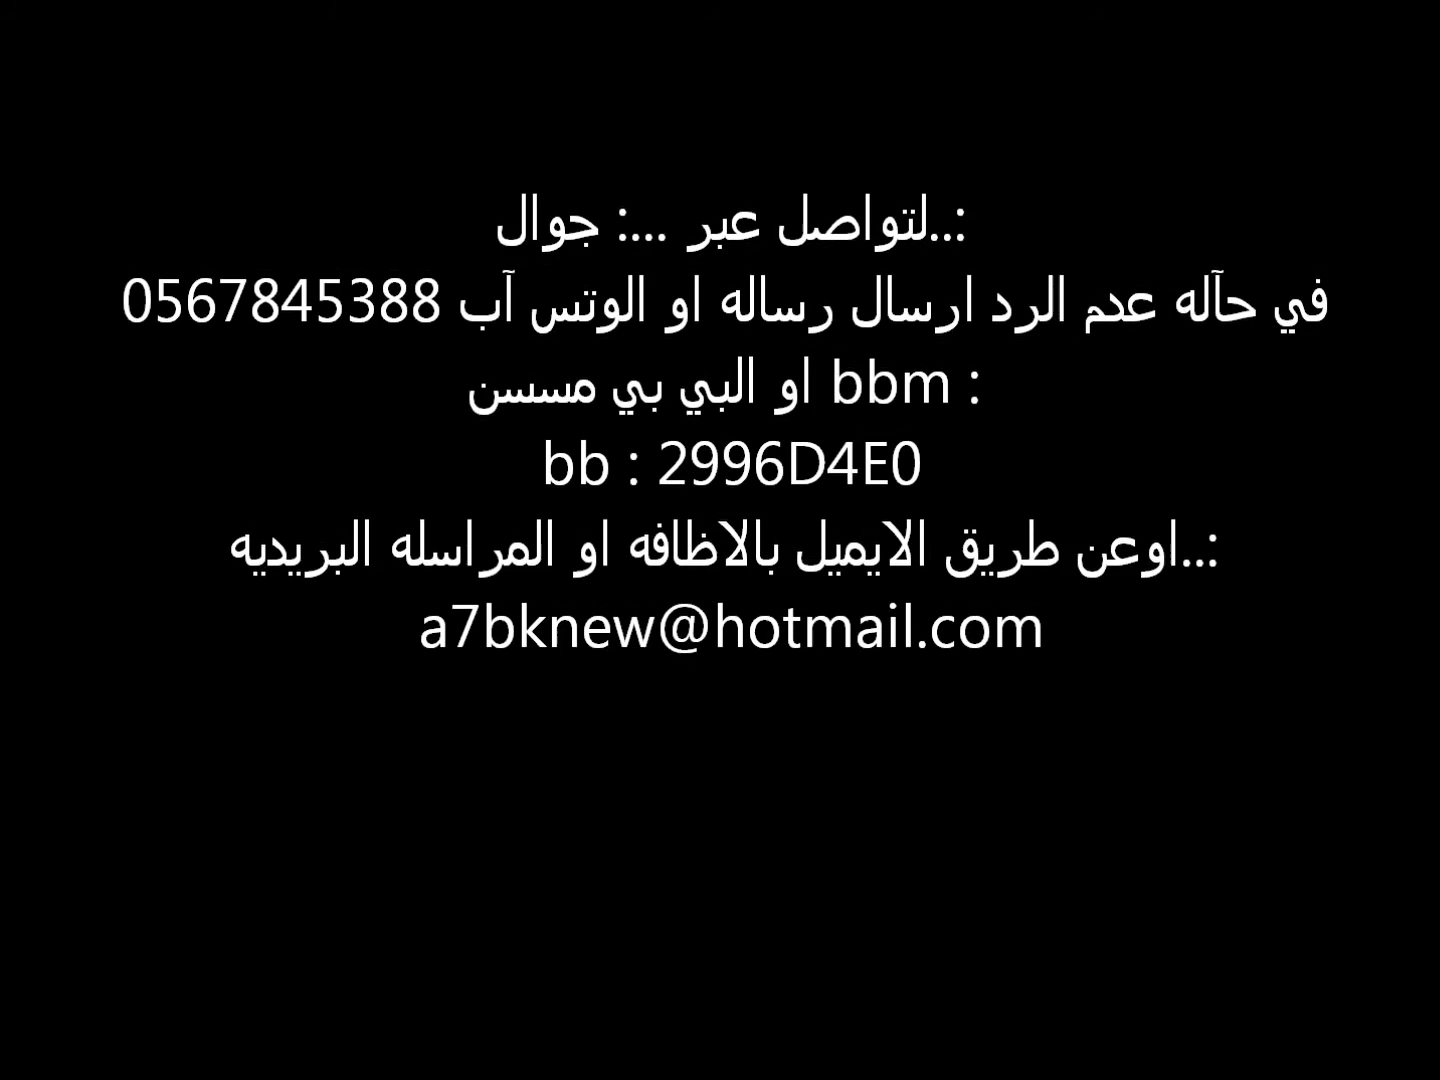 :..لتواصل عبر ...: جوال
في حآله عدم الرد ارسال رساله او الوتس آب 0567845388
او البي بي مسسن bbm :
bb : 2996D4E0
:..اوعن طريق الايميل بالاظافه او المراسله البريديه
a7bknew@hotmail.com